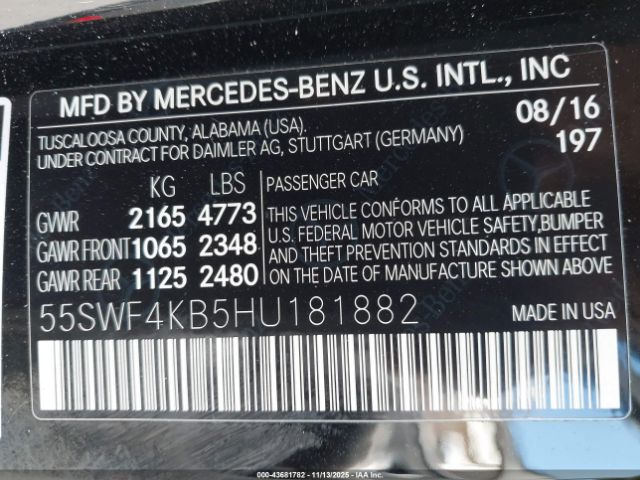 MFD BY MERCEDES-BENZ U.S. INTL., INC
TUSCALOOSA COUNTY, ALABAMA (USA). 08/16
UNDER CONTRACT FOR DAIMLER AG, STUTTGART (GERMANY) 197
KG LBS PASSENGER CAR
GVWR 2165 4773 THIS VEHICLE CONFORMS TO ALL APPLICABLE
U.S. FEDERAL MOTOR VEHICLE SAFETY,BUMPER
GAWR FRONT 1065 2348 AND THEFT PREVENTION STANDARDS IN EFFECT
GAWR REAR 1125 2480 ON THE DATE OF MANUFACTURE SHOWN ABOVE.
55SWF4KB5HU181882 MADE IN USA
000-43681782 - 11/13/2025 - IAA Inc.